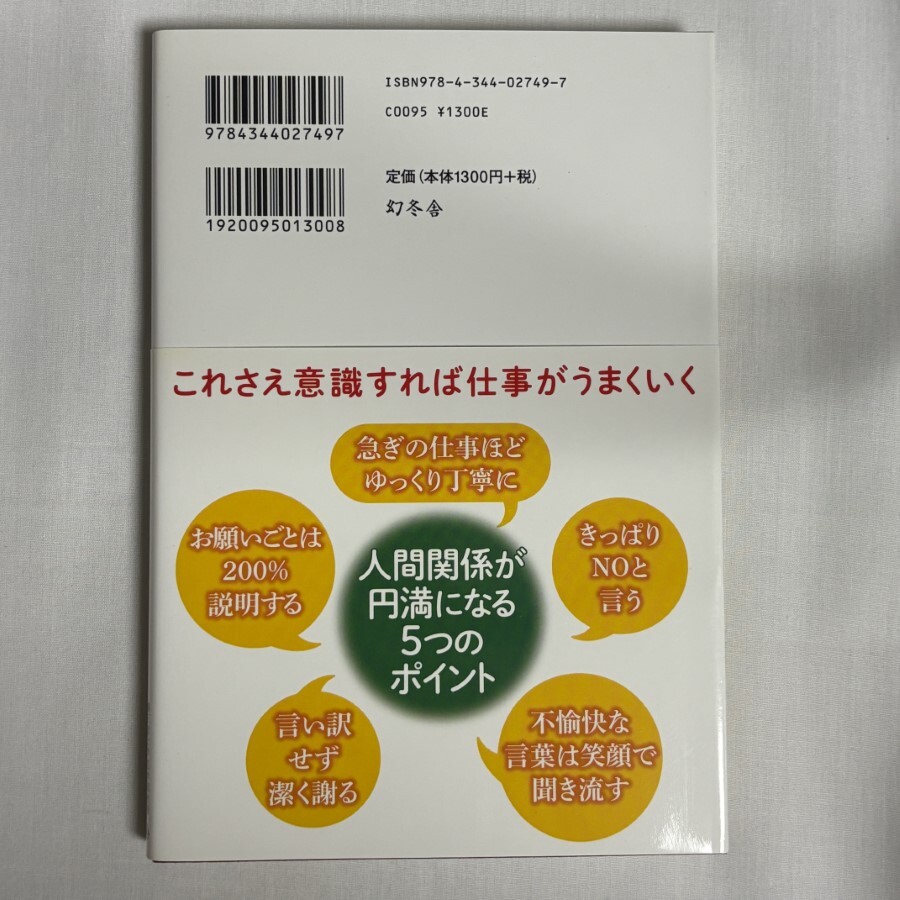 ISBN978-4-344-02749-7
C0095 ¥1300E
9784344027497
定価(本体1300円+税)
幻冬舎
1920095013008
これさえ意識すれば仕事がうまくいく
急ぎの仕事ほど
ゆっくり丁寧に
お願いごとは
200%
説明する
きっぱり
NOと
言う
人間関係が
円満になる
5つの
ポイント
言い訳
せず
潔く謝る
不愉快な
言葉は笑顔で
聞き流す